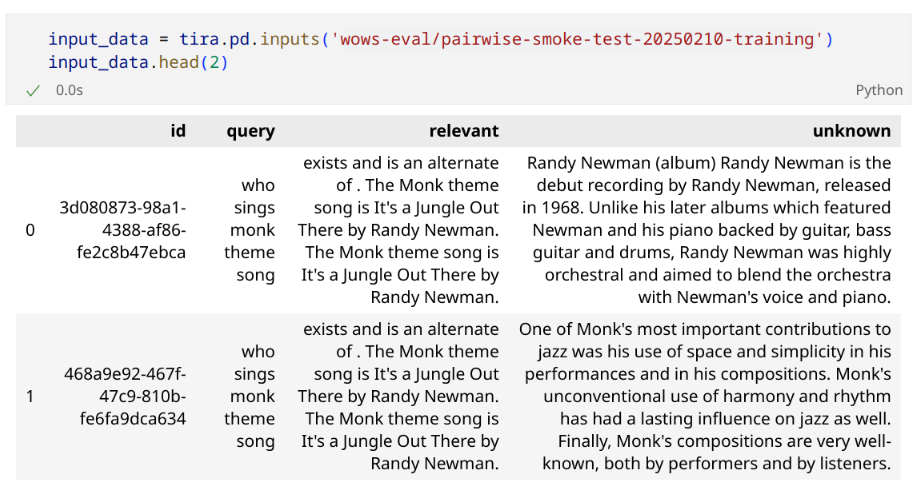 input_data = tira.pd.inputs('wows-eval/pairwise-smoke-test-20250210-training')
input_data.head(2)
✓ 0.0s Python
id query relevant unknown
0
3d080873-98a1-
4388-af86-
fe2c8b47ebca
who
sings
monk
theme
song
exists and is an alternate
of . The Monk theme
song is It's a Jungle Out
There by Randy Newman.
The Monk theme song is
It's a Jungle Out There by
Randy Newman.
Randy Newman (album) Randy Newman is the
debut recording by Randy Newman, released
in 1968. Unlike his later albums which featured
Newman and his piano backed by guitar, bass
guitar and drums, Randy Newman was highly
orchestral and aimed to blend the orchestra
with Newman's voice and piano.
1
468a9e92-467f-
47c9-810b-
fe6fa9dca634
who
sings
monk
theme
song
exists and is an alternate
of . The Monk theme
song is It's a Jungle Out
There by Randy Newman.
The Monk theme song is
It's a Jungle Out There by
Randy Newman.
One of Monk's most important contributions to
jazz was his use of space and simplicity in his
performances and in his compositions. Monk's
unconventional use of harmony and rhythm
has had a lasting influence on jazz as well.
Finally, Monk's compositions are very well-
known, both by performers and by listeners.